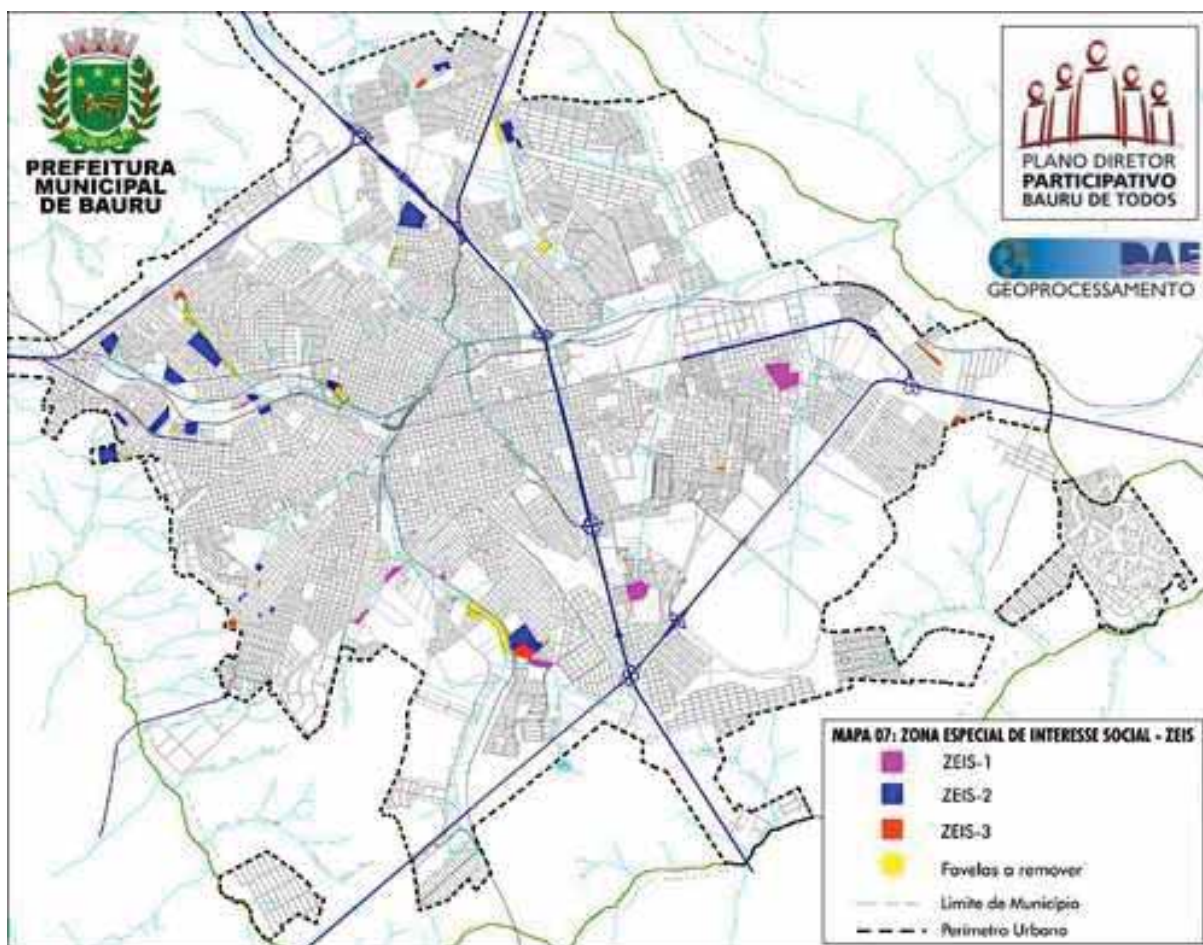 PREFEITURA
MUNICIPAL
DE BAURU
PLANO DIRETOR
PARTICIPATIVO
BAURU DE TODOS
DAE
GEOPROCESSAMENTO
MAPA 07: ZONA ESPECIAL DE INTERESSE SOCIAL - ZEIS
ZEIS-1
ZEIS-2
ZEIS-3
Favelas a remover
Limite de Município
Perímetro Urbano